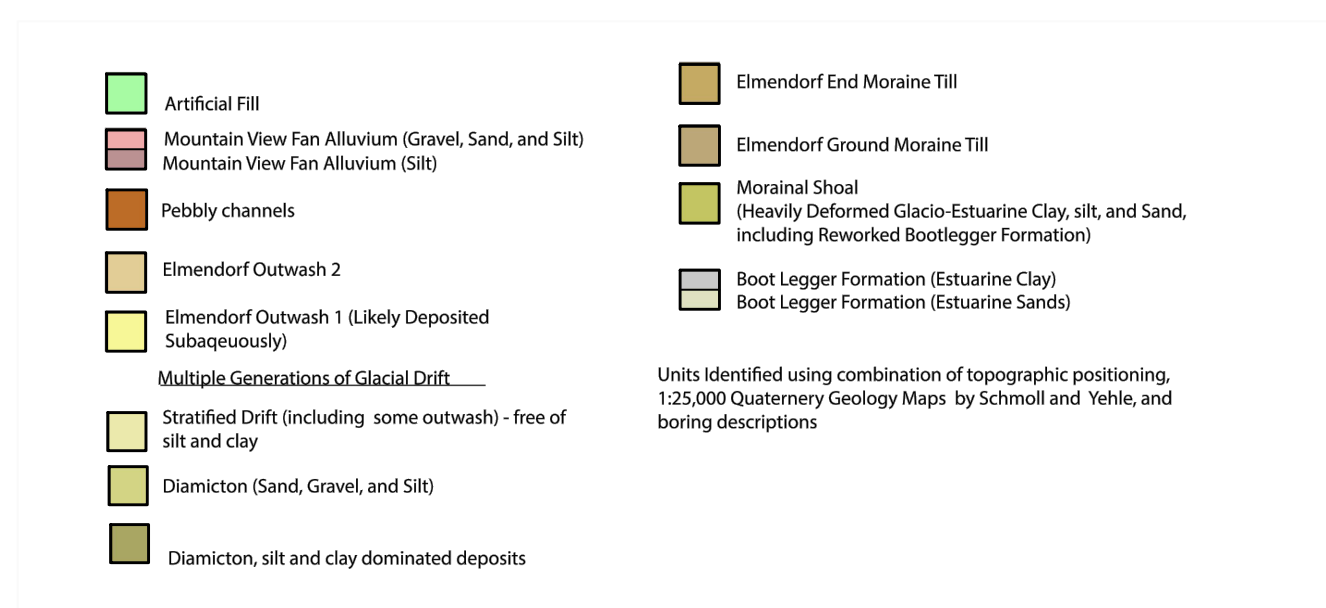 Artificial Fill
Mountain View Fan Alluvium (Gravel, Sand, and Silt)
Mountain View Fan Alluvium (Silt)
Pebbly channels
Elmendorf Outwash 2
Elmendorf Outwash 1 (Likely Deposited
Subaqeuously)
Multiple Generations of Glacial Drift
Stratified Drift (including some outwash) - free of
silt and clay
Diamicton (Sand, Gravel, and Silt)
Diamicton, silt and clay dominated deposits
Elmendorf End Moraine Till
Elmendorf Ground Moraine Till
Morainal Shoal
(Heavily Deformed Glacio-Estuarine Clay, silt, and Sand,
including Reworked Bootlegger Formation)
Boot Legger Formation (Estuarine Clay)
Boot Legger Formation (Estuarine Sands)
Units Identified using combination of topographic positioning,
1:25,000 Quaternery Geology Maps by Schmoll and Yehle, and
boring descriptions